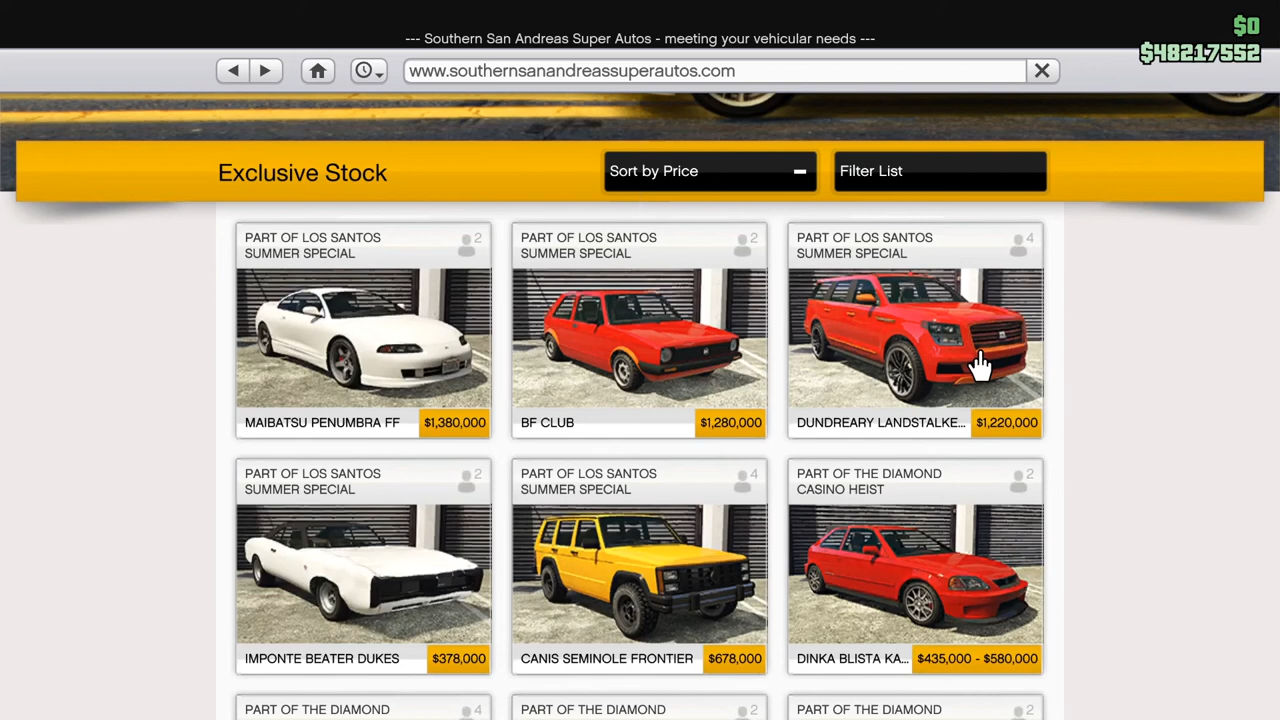 $0
--- Southern San Andreas Super Autos - meeting your vehicular needs ---
$48217552
www.southernsanandreassuperautos.com
Exclusive Stock
Sort by Price
Filter List
PART OF LOS SANTOS
SUMMER SPECIAL
2
MAIBATSU PENUMBRA FF
$1,380,000
PART OF LOS SANTOS
SUMMER SPECIAL
2
BF CLUB
$1,280,000
PART OF LOS SANTOS
SUMMER SPECIAL
4
DUNDREARY LANDSTALKE...
$1,220,000
PART OF LOS SANTOS
SUMMER SPECIAL
2
IMPONTE BEATER DUKES
$378,000
PART OF LOS SANTOS
SUMMER SPECIAL
4
CANIS SEMINOLE FRONTIER
$678,000
PART OF THE DIAMOND
CASINO HEIST
2
DINKA BLISTA KA...
$435,000 - $580,000
PART OF THE DIAMOND
4
PART OF THE DIAMOND
2
PART OF THE DIAMOND
2